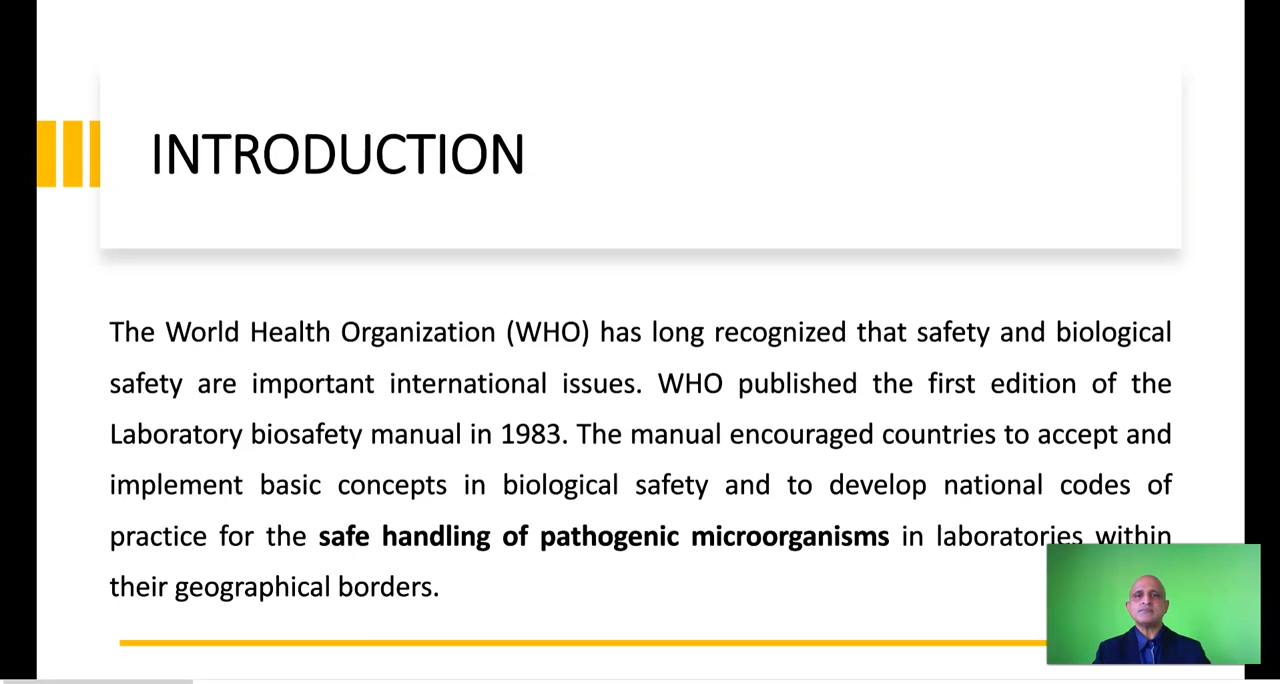 INTRODUCTION
The World Health Organization (WHO) has long recognized that safety and biological
safety are important international issues. WHO published the first edition of the
Laboratory biosafety manual in 1983. The manual encouraged countries to accept and
implement basic concepts in biological safety and to develop national codes of
practice for the safe handling of pathogenic microorganisms in laboratories within
their geographical borders.